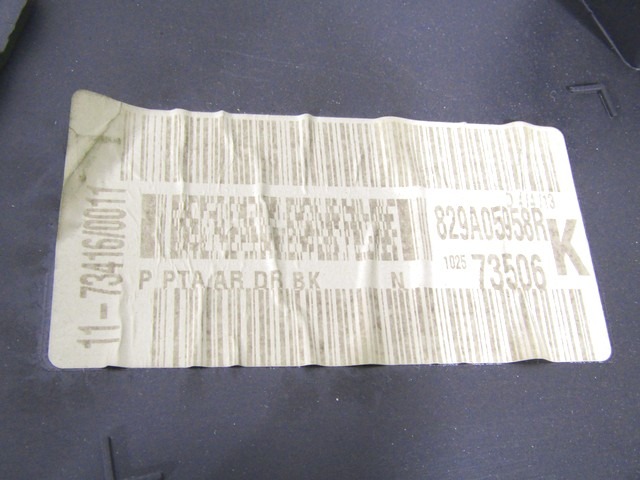 11-73416/0011
829A05958R
K
1025 73506
P PTA/AR DR BK N